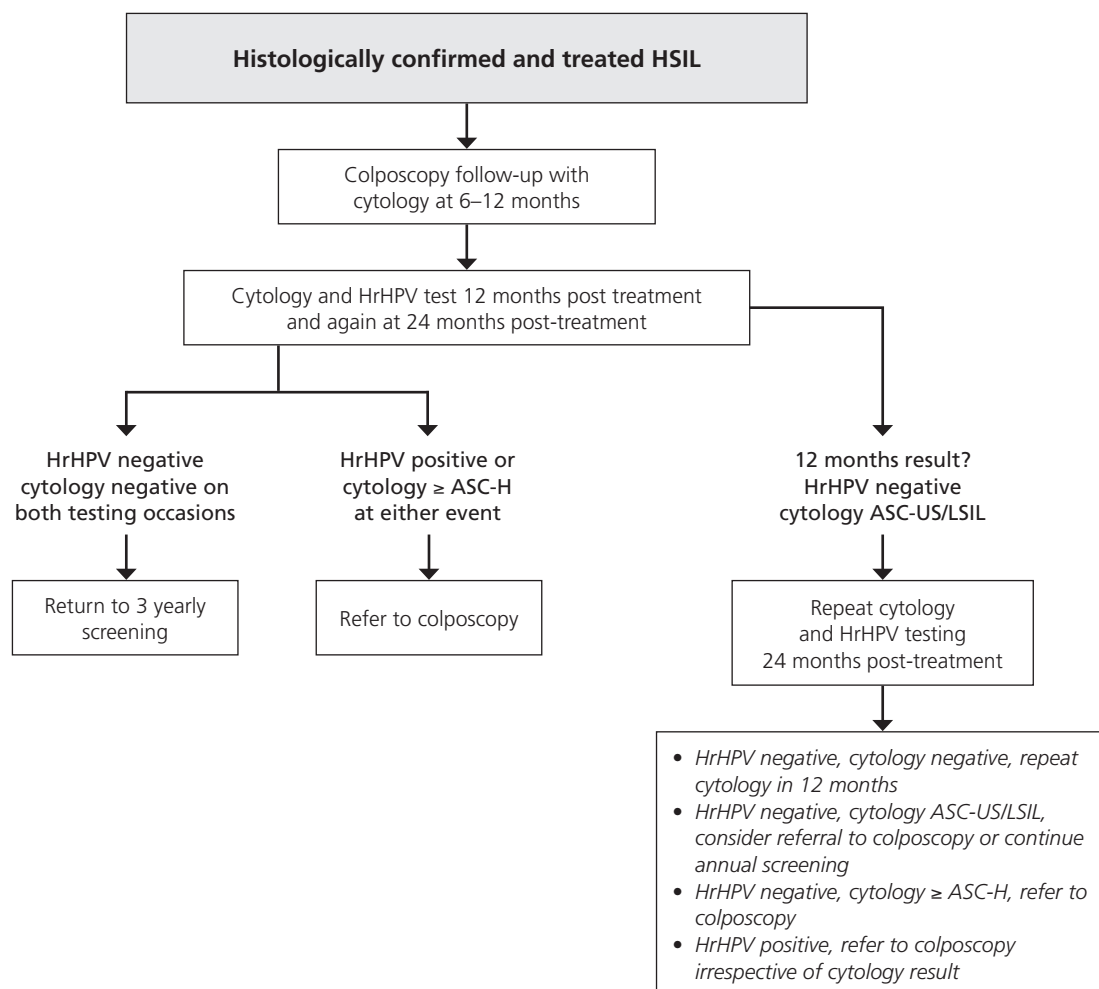 Histologically confirmed and treated HSIL
Colposcopy follow-up with
cytology at 6–12 months
Cytology and HrHPV test 12 months post treatment
and again at 24 months post-treatment
HrHPV negative
cytology negative on
both testing occasions
HrHPV positive or
cytology ≥ ASC-H
at either event
12 months result?
HrHPV negative
cytology ASC-US/LSIL
Return to 3 yearly
screening
Refer to colposcopy
Repeat cytology
and HrHPV testing
24 months post-treatment
• HrHPV negative, cytology negative, repeat
cytology in 12 months
• HrHPV negative, cytology ASC-US/LSIL,
consider referral to colposcopy or continue
annual screening
• HrHPV negative, cytology ≥ ASC-H, refer to
colposcopy
• HrHPV positive, refer to colposcopy
irrespective of cytology result